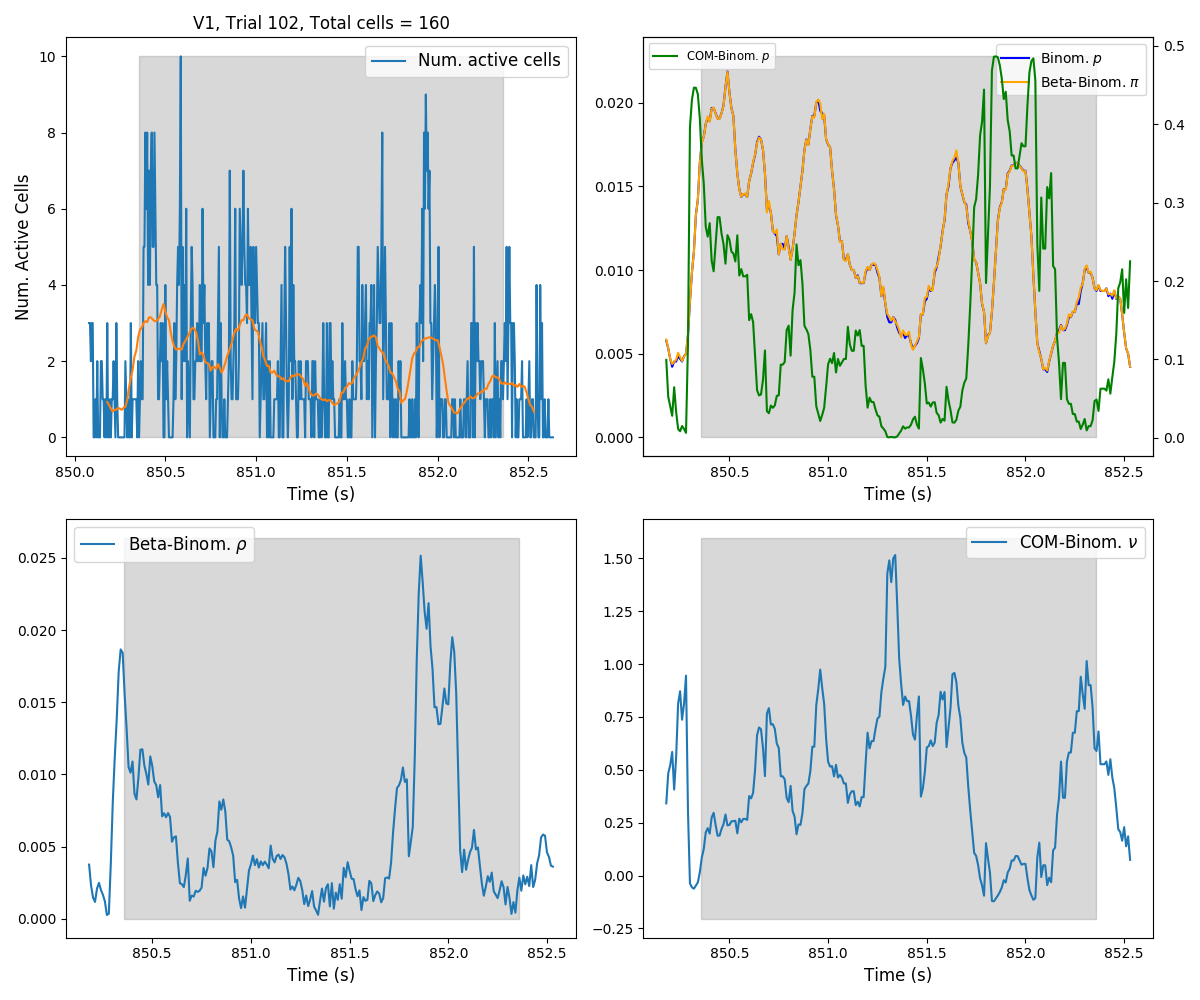 V1, Trial 102, Total cells = 160
Num. active cells
Num. Active Cells
10
8
6
4
2
0
850.0 850.5 851.0 851.5 852.0 852.5
Time (s)
COM-Binom. p
Binom. p
Beta-Binom. π
0.020
0.015
0.010
0.005
0.000
0.5
0.4
0.3
0.2
0.1
0.0
850.5 851.0 851.5 852.0 852.5
Time (s)
Beta-Binom. ρ
0.025
0.020
0.015
0.010
0.005
0.000
850.5 851.0 851.5 852.0 852.5
Time (s)
COM-Binom. ν
1.50
1.25
1.00
0.75
0.50
0.25
0.00
−0.25
850.5 851.0 851.5 852.0 852.5
Time (s)